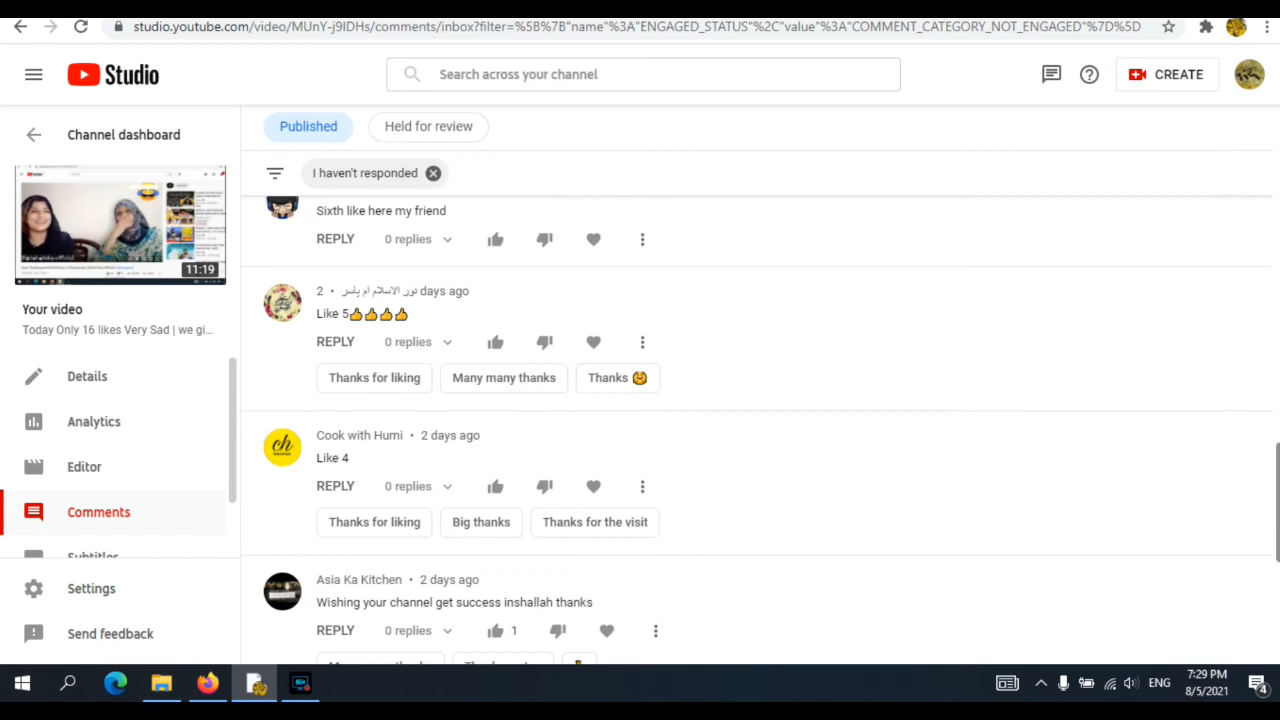 studio.youtube.com/video/MUnY-j9IDHs/comments/inbox?filter=%5B%7B"name"%3A"ENGAGED_STATUS"%2C"value"%3A"COMMENT_CATEGORY_NOT_ENGAGED"%7D%5D
Studio
Search across your channel
CREATE
Channel dashboard
11:19
Your video
Today Only 16 likes Very Sad | we gi...
Details
Analytics
Editor
Comments
Subtitles
Settings
Send feedback
Published
Held for review
I haven't responded
Sixth like here my friend
REPLY 0 replies
2 • نور الاسلام ام ياسر days ago
Like 5👍👍👍👍
REPLY 0 replies
Thanks for liking
Many many thanks
Thanks 🤗
ch
Cook with Humi • 2 days ago
Like 4
REPLY 0 replies
Thanks for liking
Big thanks
Thanks for the visit
Asia Ka Kitchen • 2 days ago
Wishing your channel get success inshallah thanks
REPLY 0 replies 1
ENG
7:29 PM
8/5/2021
4